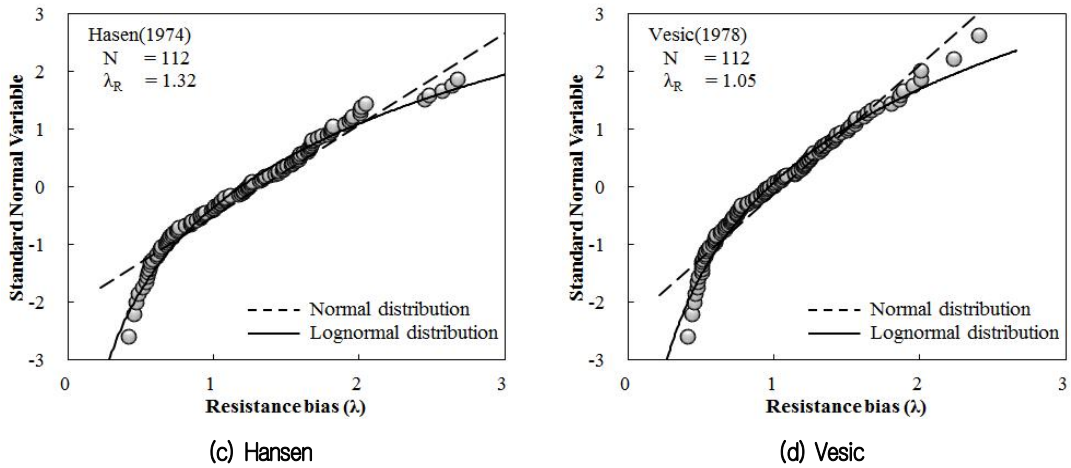 3
2
1
0
-1
-2
-3
Standard Normal Variable
Hasen(1974)
N = 112
λR = 1.32
Normal distribution
Lognormal distribution
0 1 2 3
Resistance bias (λ)
(c) Hansen
3
2
1
0
-1
-2
-3
Standard Normal Variable
Vesic(1978)
N = 112
λR = 1.05
Normal distribution
Lognormal distribution
0 1 2 3
Resistance bias (λ)
(d) Vesic